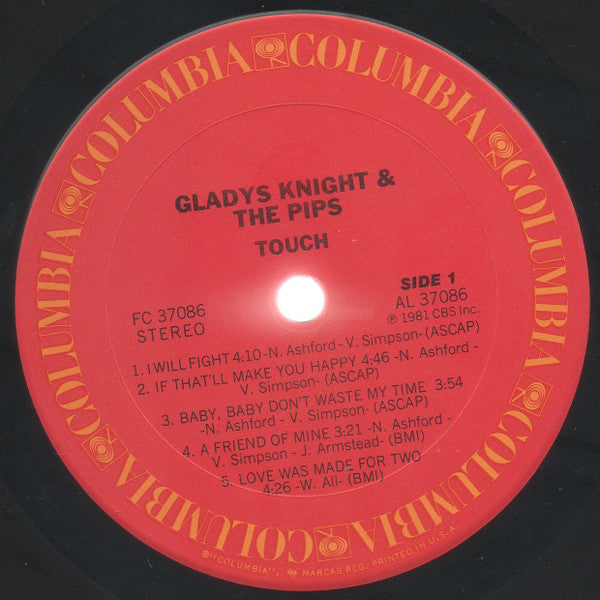 COLUMBIA COLUMBIA COLUMBIA COLUMBIA COLUMBIA COLUMBIA
GLADYS KNIGHT &
THE PIPS
TOUCH
SIDE 1
FC 37086
AL 37086
STEREO
℗ 1981 CBS Inc.
1. I WILL FIGHT 4:10 -N. Ashford - V. Simpson- (ASCAP)
2. IF THAT'LL MAKE YOU HAPPY 4:46 -N. Ashford -
V. Simpson- (ASCAP)
3. BABY, BABY DON'T WASTE MY TIME 3:54
-N. Ashford - V. Simpson- (ASCAP)
4. A FRIEND OF MINE 3:21 -N. Ashford -
V. Simpson - J. Armstead- (BMI)
5. LOVE WAS MADE FOR TWO
4:26 -W. Ali- (BMI)
® "COLUMBIA", MARCAS REG. PRINTED IN U.S.A.